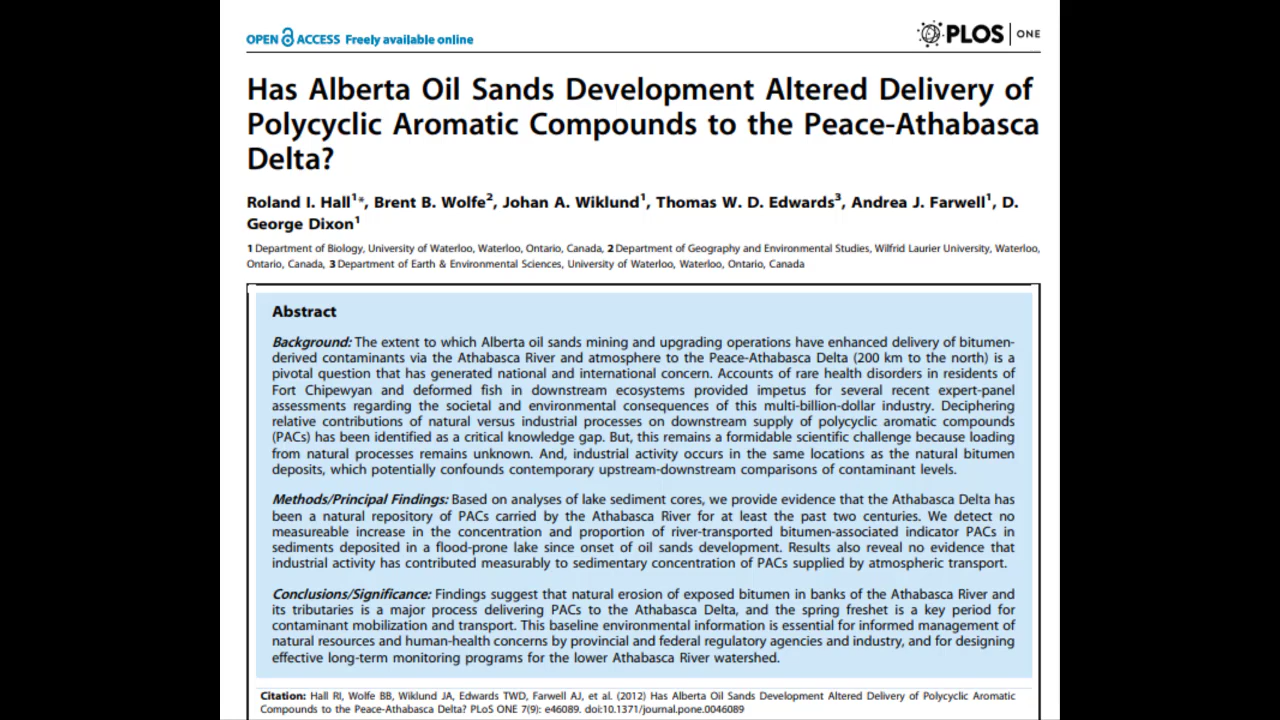 OPEN ACCESS Freely available online
PLOS ONE
Has Alberta Oil Sands Development Altered Delivery of
Polycyclic Aromatic Compounds to the Peace-Athabasca
Delta?
Roland I. Hall1*, Brent B. Wolfe2, Johan A. Wiklund1, Thomas W. D. Edwards3, Andrea J. Farwell1, D.
George Dixon1
1 Department of Biology, University of Waterloo, Waterloo, Ontario, Canada, 2 Department of Geography and Environmental Studies, Wilfrid Laurier University, Waterloo,
Ontario, Canada, 3 Department of Earth & Environmental Sciences, University of Waterloo, Waterloo, Ontario, Canada
Abstract
Background: The extent to which Alberta oil sands mining and upgrading operations have enhanced delivery of bitumen-
derived contaminants via the Athabasca River and atmosphere to the Peace-Athabasca Delta (200 km to the north) is a
pivotal question that has generated national and international concern. Accounts of rare health disorders in residents of
Fort Chipewyan and deformed fish in downstream ecosystems provided impetus for several recent expert-panel
assessments regarding the societal and environmental consequences of this multi-billion-dollar industry. Deciphering
relative contributions of natural versus industrial processes on downstream supply of polycyclic aromatic compounds
(PACs) has been identified as a critical knowledge gap. But, this remains a formidable scientific challenge because loading
from natural processes remains unknown. And, industrial activity occurs in the same locations as the natural bitumen
deposits, which potentially confounds contemporary upstream-downstream comparisons of contaminant levels.
Methods/Principal Findings: Based on analyses of lake sediment cores, we provide evidence that the Athabasca Delta has
been a natural repository of PACs carried by the Athabasca River for at least the past two centuries. We detect no
measureable increase in the concentration and proportion of river-transported bitumen-associated indicator PACs in
sediments deposited in a flood-prone lake since onset of oil sands development. Results also reveal no evidence that
industrial activity has contributed measurably to sedimentary concentration of PACs supplied by atmospheric transport.
Conclusions/Significance: Findings suggest that natural erosion of exposed bitumen in banks of the Athabasca River and
its tributaries is a major process delivering PACs to the Athabasca Delta, and the spring freshet is a key period for
contaminant mobilization and transport. This baseline environmental information is essential for informed management of
natural resources and human-health concerns by provincial and federal regulatory agencies and industry, and for designing
effective long-term monitoring programs for the lower Athabasca River watershed.
Citation: Hall RI, Wolfe BB, Wiklund JA, Edwards TWD, Farwell AJ, et al. (2012) Has Alberta Oil Sands Development Altered Delivery of Polycyclic Aromatic
Compounds to the Peace-Athabasca Delta? PLoS ONE 7(9): e46089. doi:10.1371/journal.pone.0046089